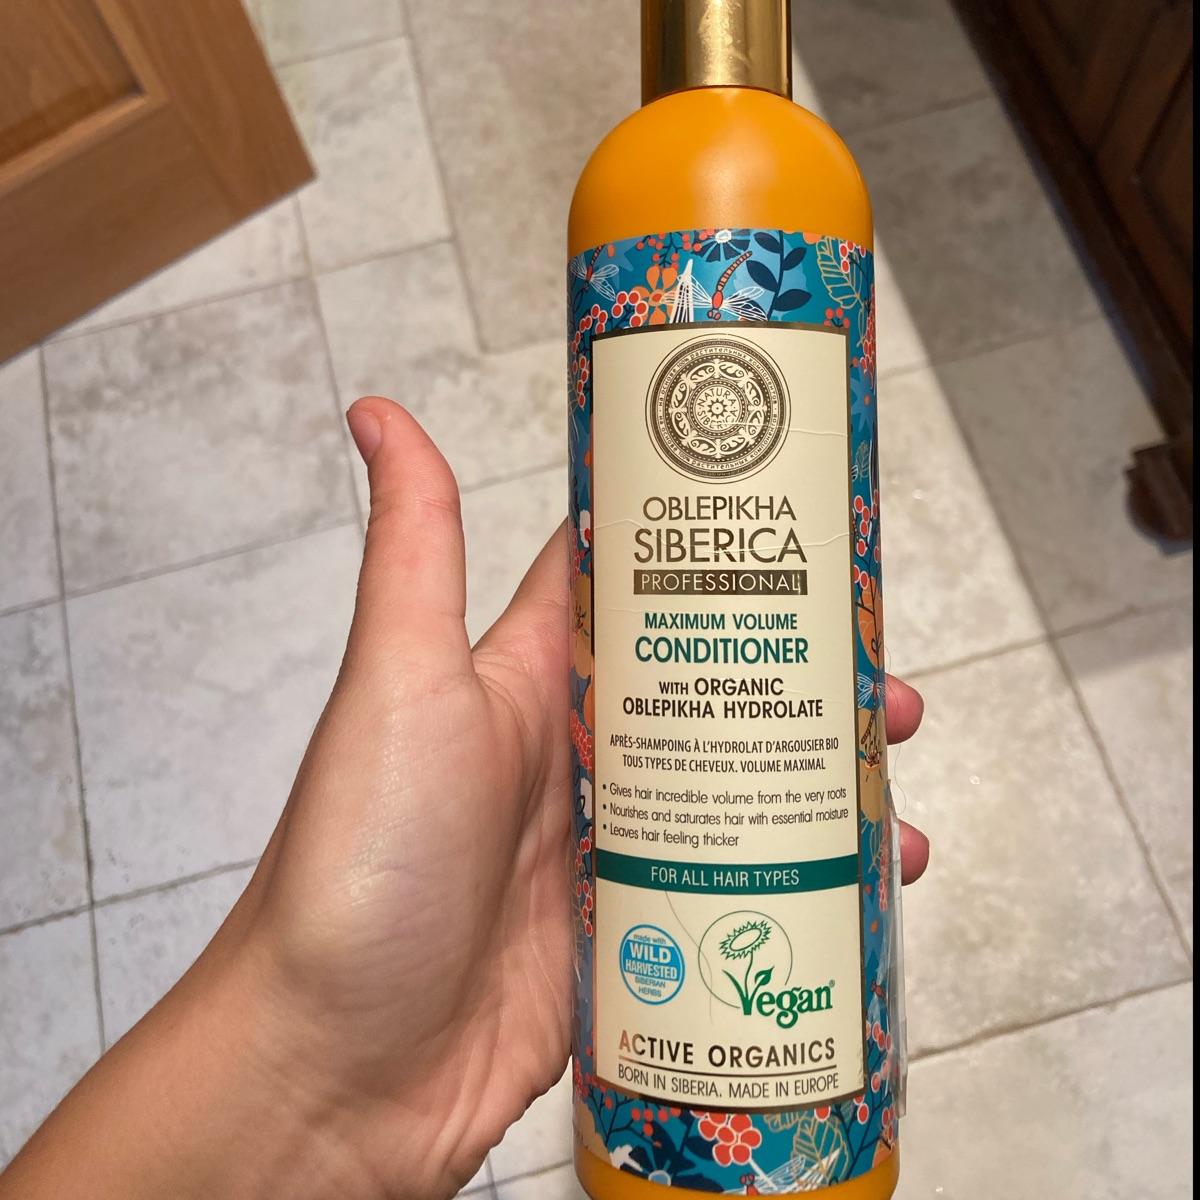 NATURA
SIBERICA
OBLEPIKHA
SIBERICA
PROFESSIONAL
MAXIMUM VOLUME
CONDITIONER
WITH ORGANIC
OBLEPIKHA HYDROLATE
APRÈS-SHAMPOING À L'HYDROLAT D'ARGOUSIER BIO
TOUS TYPES DE CHEVEUX. VOLUME MAXIMAL
• Gives hair incredible volume from the very roots
• Nourishes and saturates hair with essential moisture
• Leaves hair feeling thicker
FOR ALL HAIR TYPES
made with
WILD
HARVESTED
SIBERIAN
HERBS
Vegan®
ACTIVE ORGANICS
BORN IN SIBERIA. MADE IN EUROPE